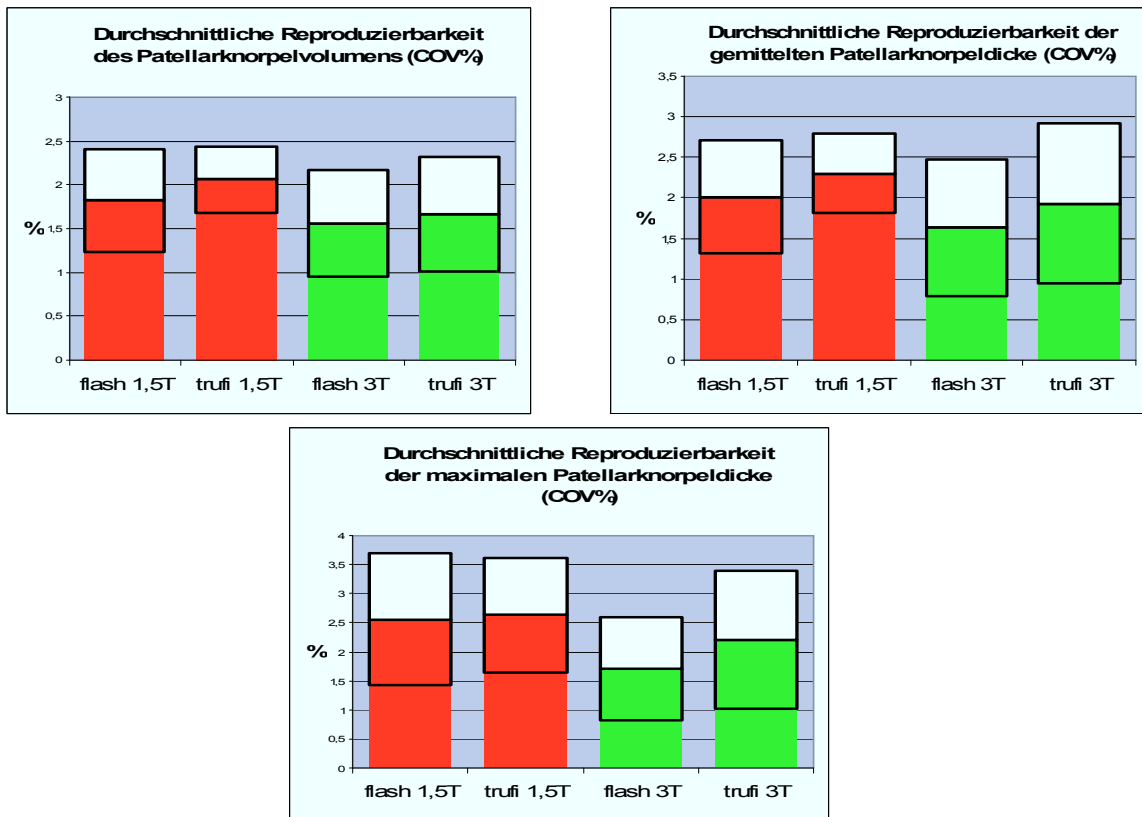 Durchschnittliche Reproduzierbarkeit
des Patellarknorpelvolumens (COV%)
3
2,5
2
1,5
1
0,5
0
%
flash 1,5T trufi 1,5T flash 3T trufi 3T
Durchschnittliche Reproduzierbarkeit der
gemittelten Patellarknorpeldicke (COV%)
3,5
3
2,5
2
1,5
1
0,5
0
%
flash 1,5T trufi 1,5T flash 3T trufi 3T
Durchschnittliche Reproduzierbarkeit
der maximalen Patellarknorpeldicke
(COV%)
4
3,5
3
2,5
2
1,5
1
0,5
0
%
flash 1,5T trufi 1,5T flash 3T trufi 3T